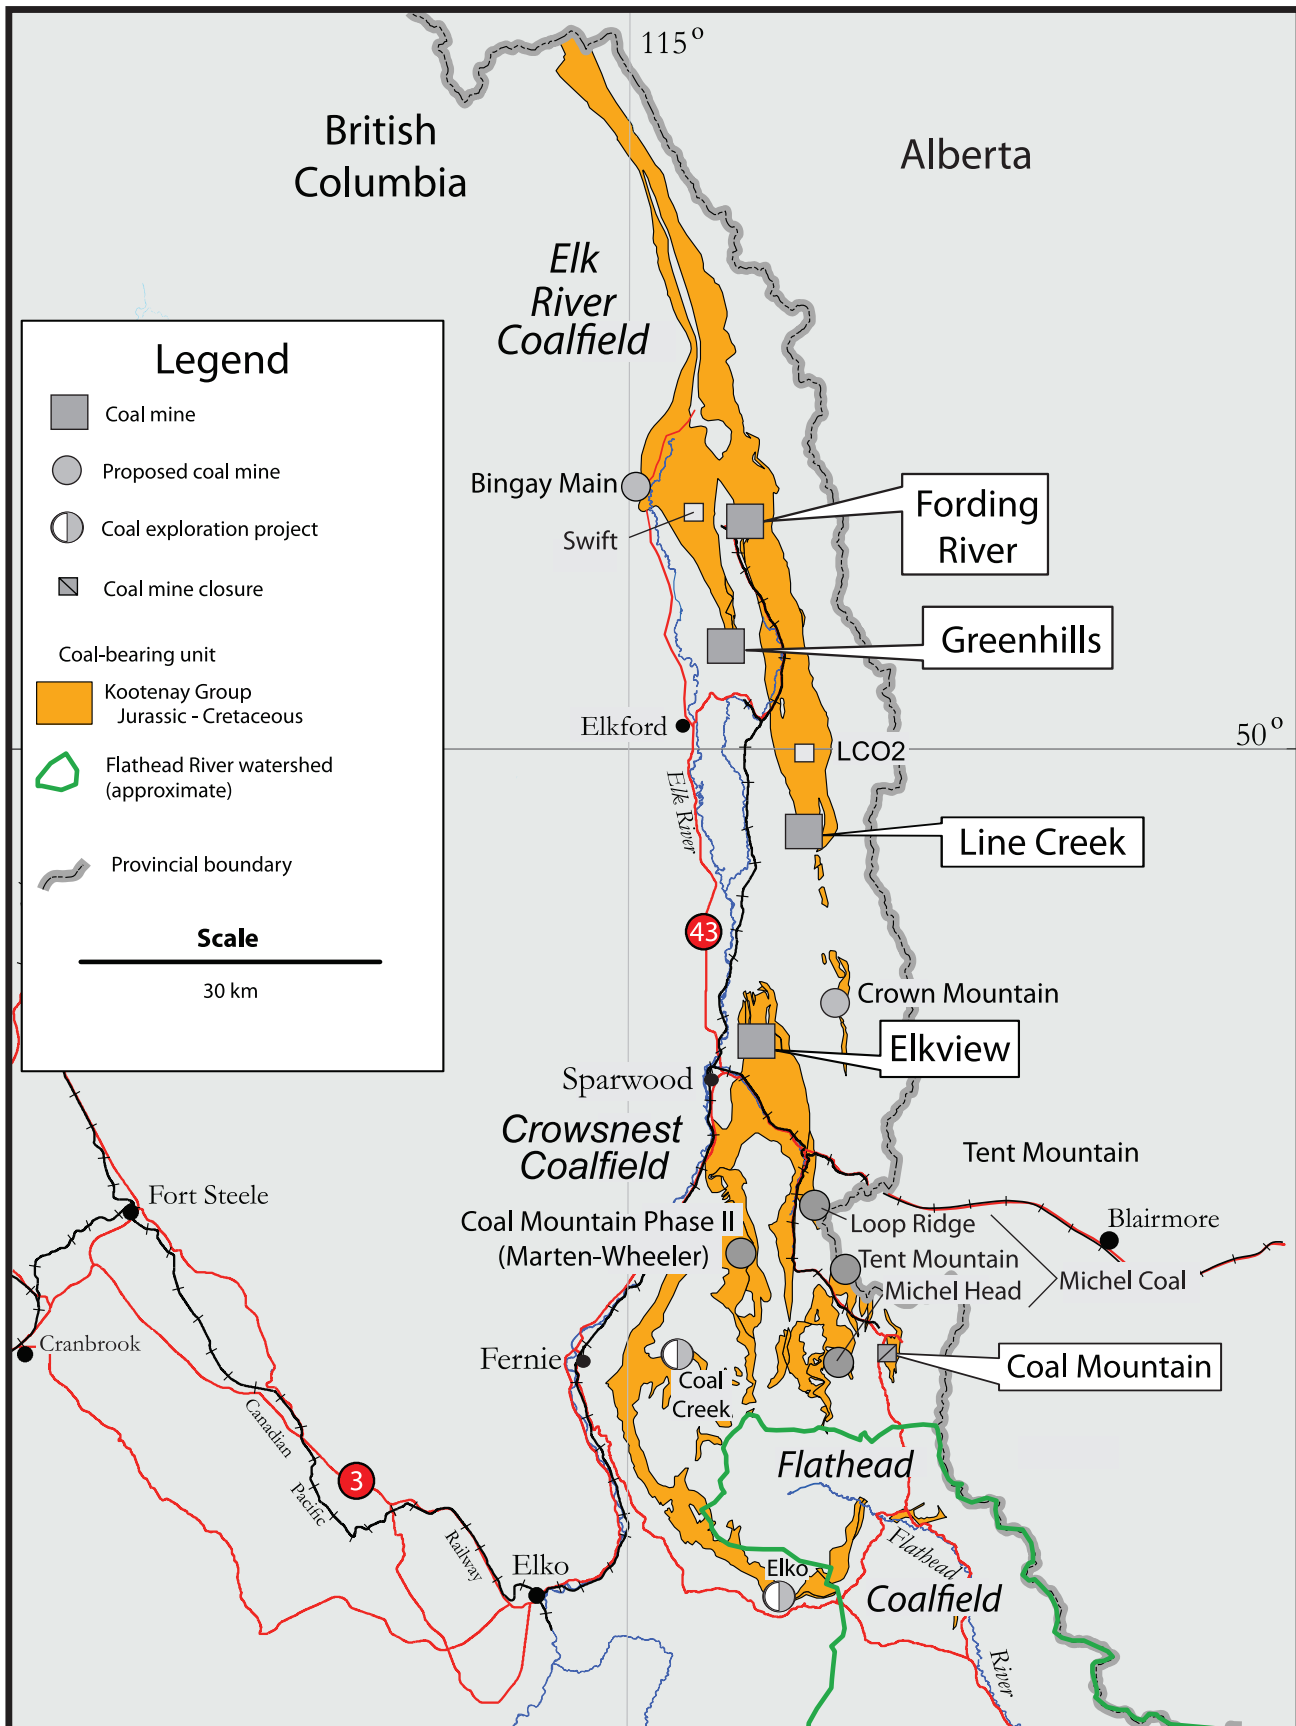 115°
British
Columbia
Alberta
Elk
River
Coalfield
Legend
Coal mine
Proposed coal mine
Coal exploration project
Coal mine closure
Coal-bearing unit
Kootenay Group
Jurassic - Cretaceous
Flathead River watershed
(approximate)
Provincial boundary
Scale
30 km
Bingay Main
Swift
Fording
River
Greenhills
Elkford
50°
LCO2
Elk River
Line Creek
43
Crown Mountain
Elkview
Sparwood
Crowsnest
Coalfield
Tent Mountain
Fort Steele
Coal Mountain Phase II
(Marten-Wheeler)
Loop Ridge
Blairmore
Tent Mountain
Michel Head
Michel Coal
Cranbrook
Fernie
Coal
Creek
Coal Mountain
Canadian
Pacific
Railway
3
Flathead
Flathead
Elko
Elko
Coalfield
River